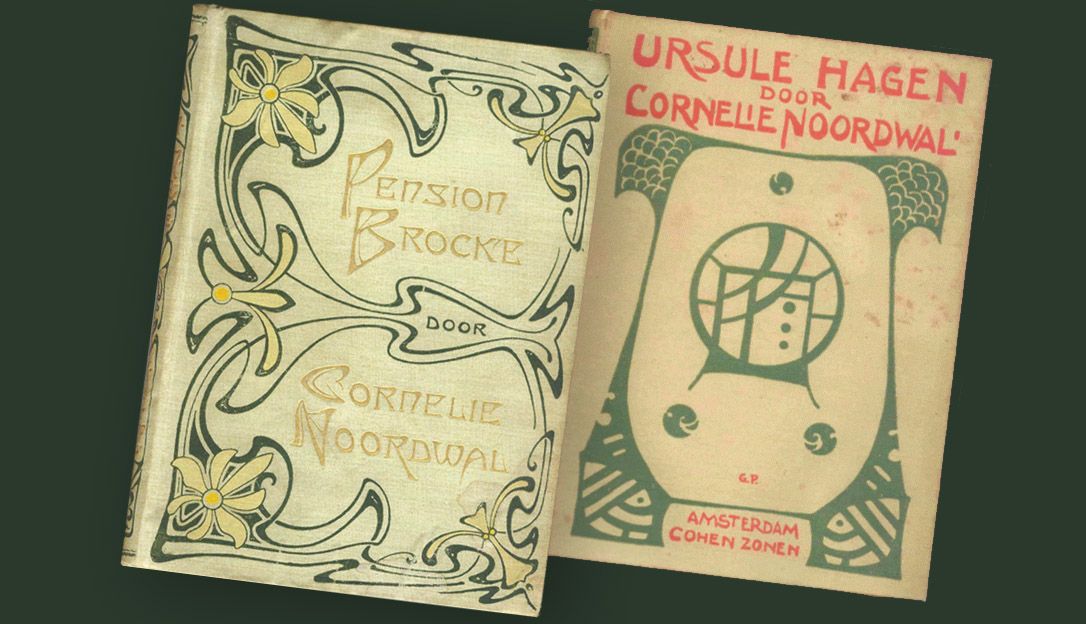 PENSION
BROCKE
DOOR
CORNELIE
NOORDWAL
URSULE HAGEN
DOOR
CORNELIE NOORDWAL'
G.P.
AMSTERDAM
COHEN ZONEN